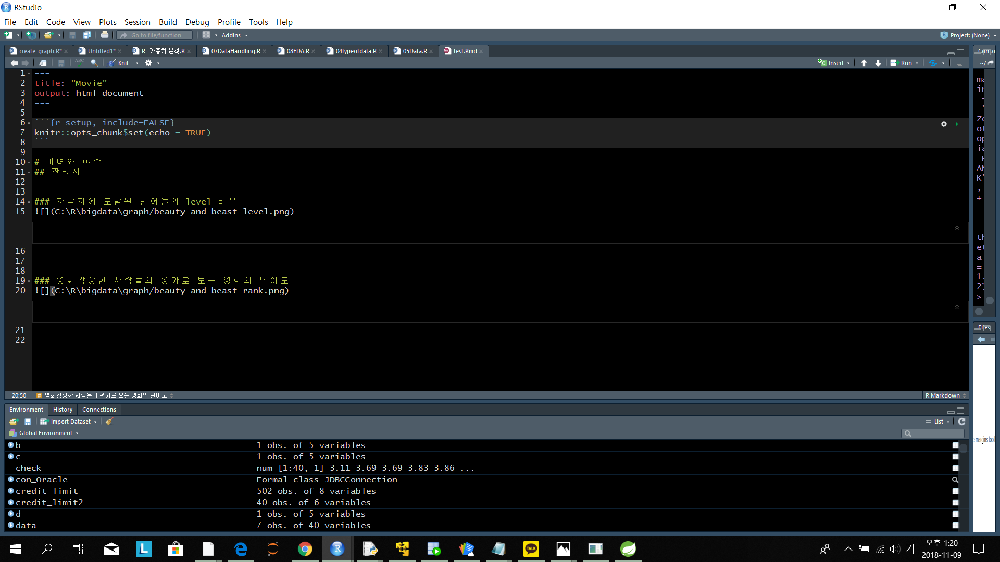 RStudio
File Edit Code View Plots Session Build Debug Profile Tools Help
Go to file/function Addins Project: (None)
create_graph.R* Untitled1* R_ 가중치 분석.R 07DataHandling.R 08EDA.R 04typeofdata.R 05Data.R test.Rmd
ABC Knit Insert Run
1 ---
2 title: "Movie"
3 output: html_document
4 ---
5
6 ```{r setup, include=FALSE}
7 knitr::opts_chunk$set(echo = TRUE)
8 ```
9
10 # 미녀와 야수
11 ## 판타지
12
13
14 ### 자막지에 포함된 단어들의 level 비율
15 ![](C:\R\bigdata\graph/beauty and beast level.png)
16
17
18
19 ### 영화감상한 사람들의 평가로 보는 영화의 난이도
20 ![](C:\R\bigdata\graph/beauty and beast rank.png)
21
22
20:50 # 영화감상한 사람들의 평가로 보는 영화의 난이도 R Markdown
Conso
~/
ma
in
=
'
Zo
ot
op
ia
R
AN
K'
,
+
th
et
a
=
1.
2)
>
Files
e margins too l
Environment History Connections
Import Dataset List
Global Environment
b 1 obs. of 5 variables
c 1 obs. of 5 variables
check num [1:40, 1] 3.11 3.69 3.69 3.83 3.86 ...
con_Oracle Formal class JDBCConnection
credit_limit 502 obs. of 8 variables
credit_limit2 40 obs. of 6 variables
d 1 obs. of 5 variables
data 7 obs. of 40 variables
L R TALK 가 오후 1:20
2018-11-09